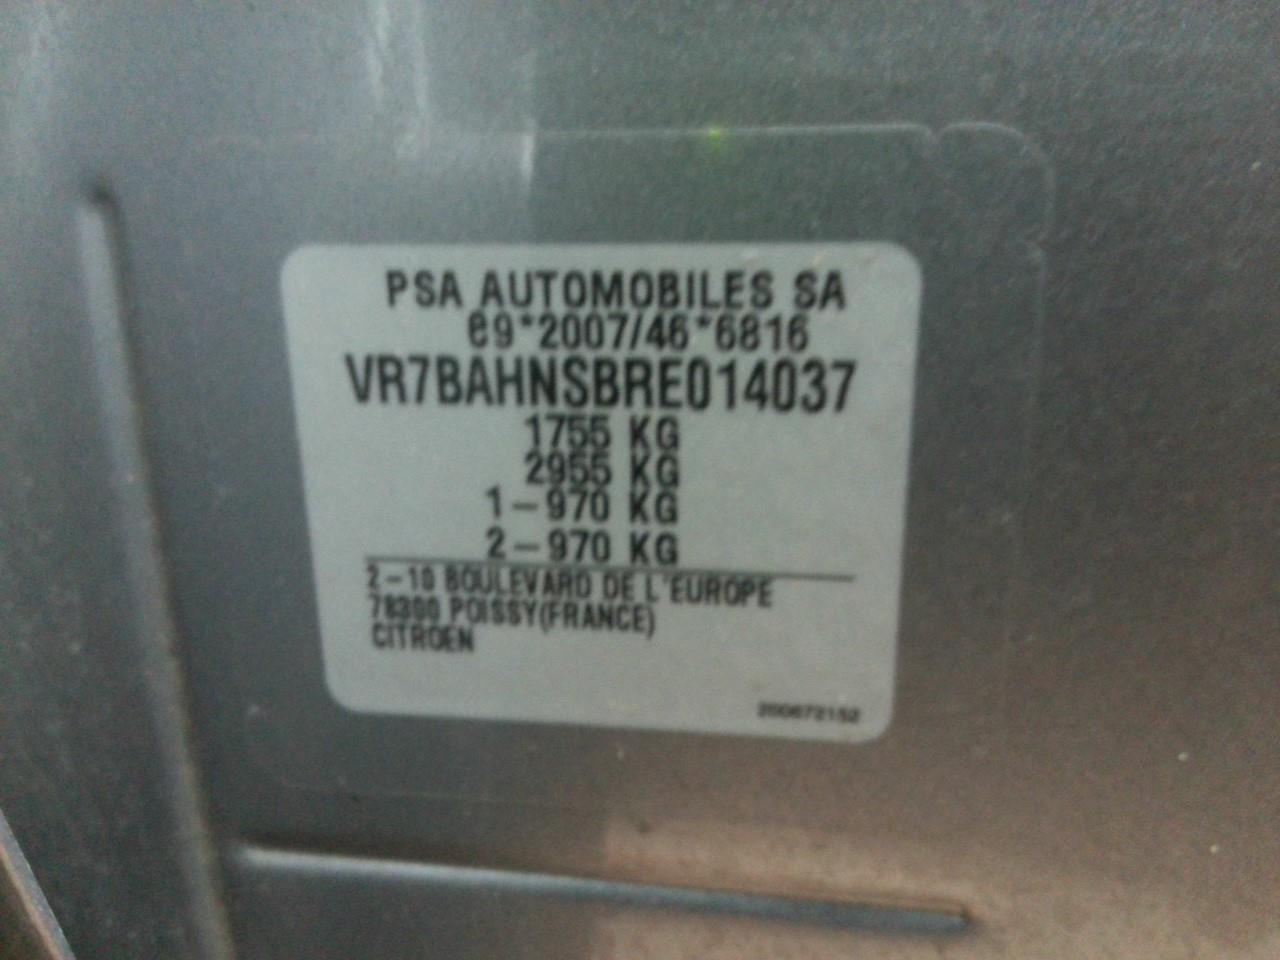 PSA AUTOMOBILES SA
e9*2007/46*6816
VR7BAHNSBRE014037
1755 KG
2955 KG
1-970 KG
2-970 KG
2-10 BOULEVARD DE L'EUROPE
78300 POISSY(FRANCE)
CITROEN